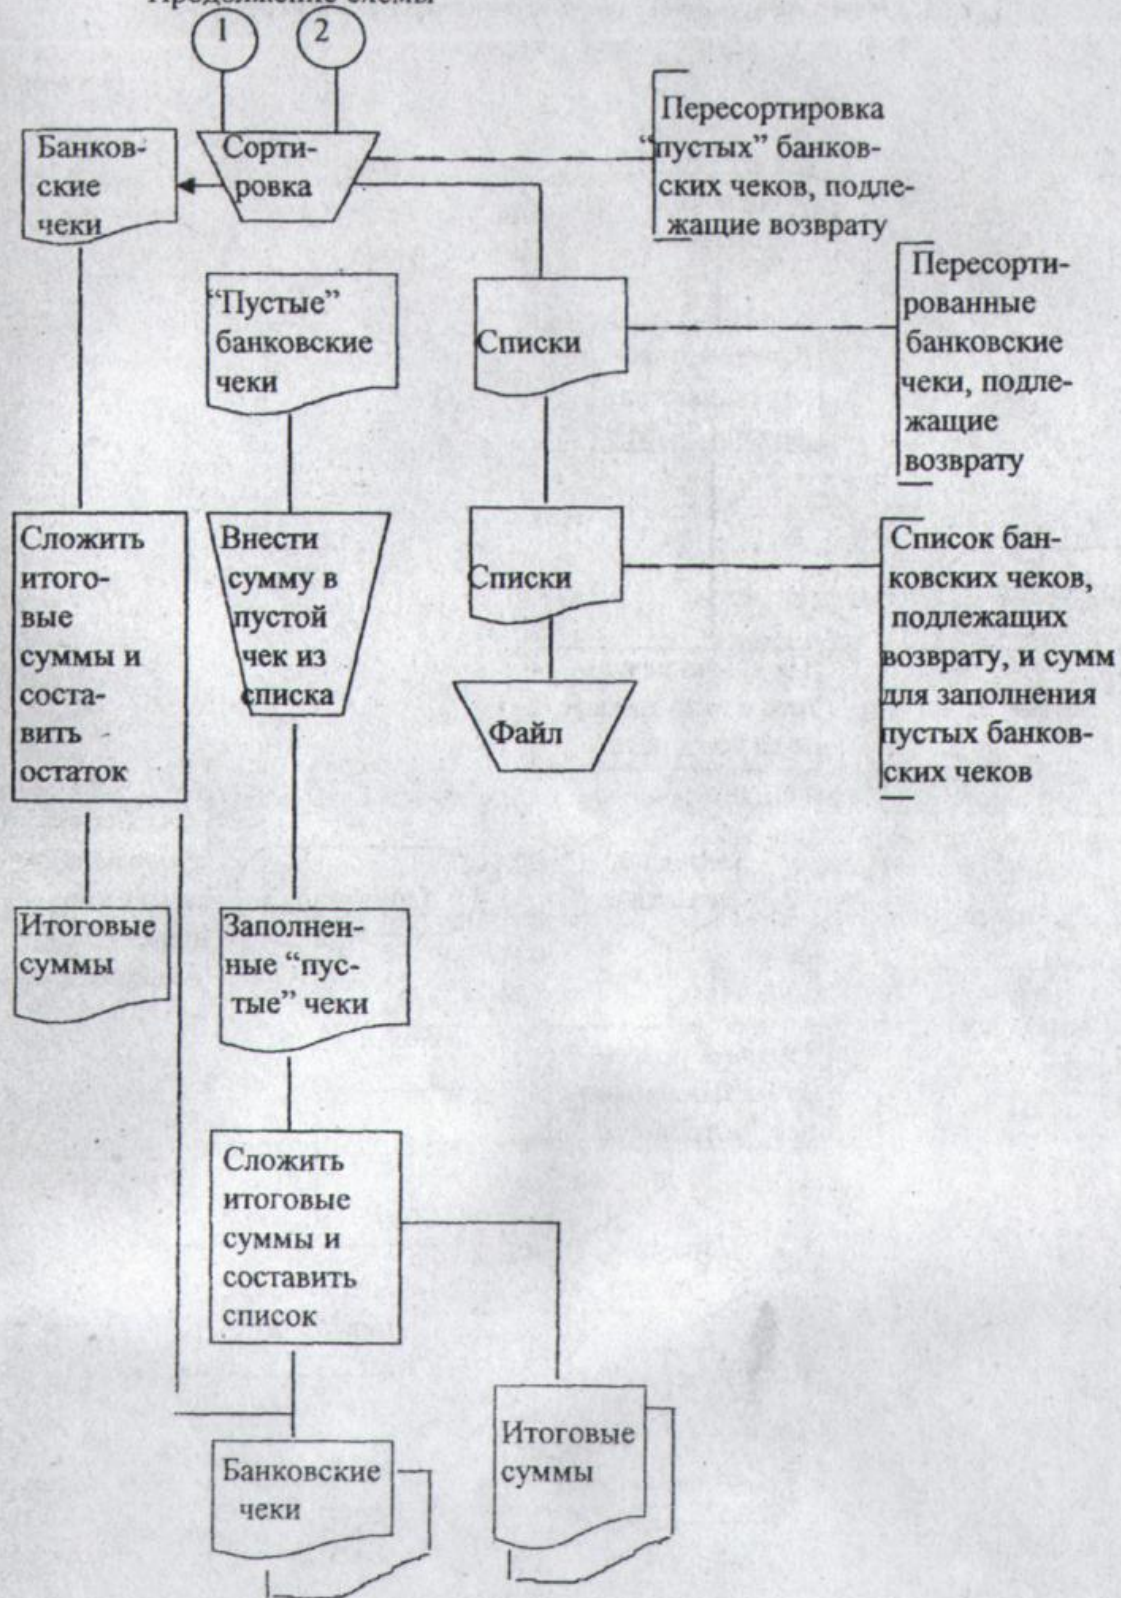 Продолжение схемы
1
2
Банков-
ские
чеки
Сорти-
ровка
Пересортировка
“пустых” банков-
ских чеков, подле-
жащие возврату
“Пустые”
банковские
чеки
Списки
Пересорти-
рованные
банковские
чеки, подле-
жащие
возврату
Сложить
итого-
вые
суммы и
соста-
вить
остаток
Внести
сумму в
пустой
чек из
списка
Списки
Файл
Список бан-
ковских чеков,
подлежащих
возврату, и сумм
для заполнения
пустых банков-
ских чеков
Итоговые
суммы
Заполнен-
ные “пус-
тые” чеки
Сложить
итоговые
суммы и
составить
список
Банковские
чеки
Итоговые
суммы